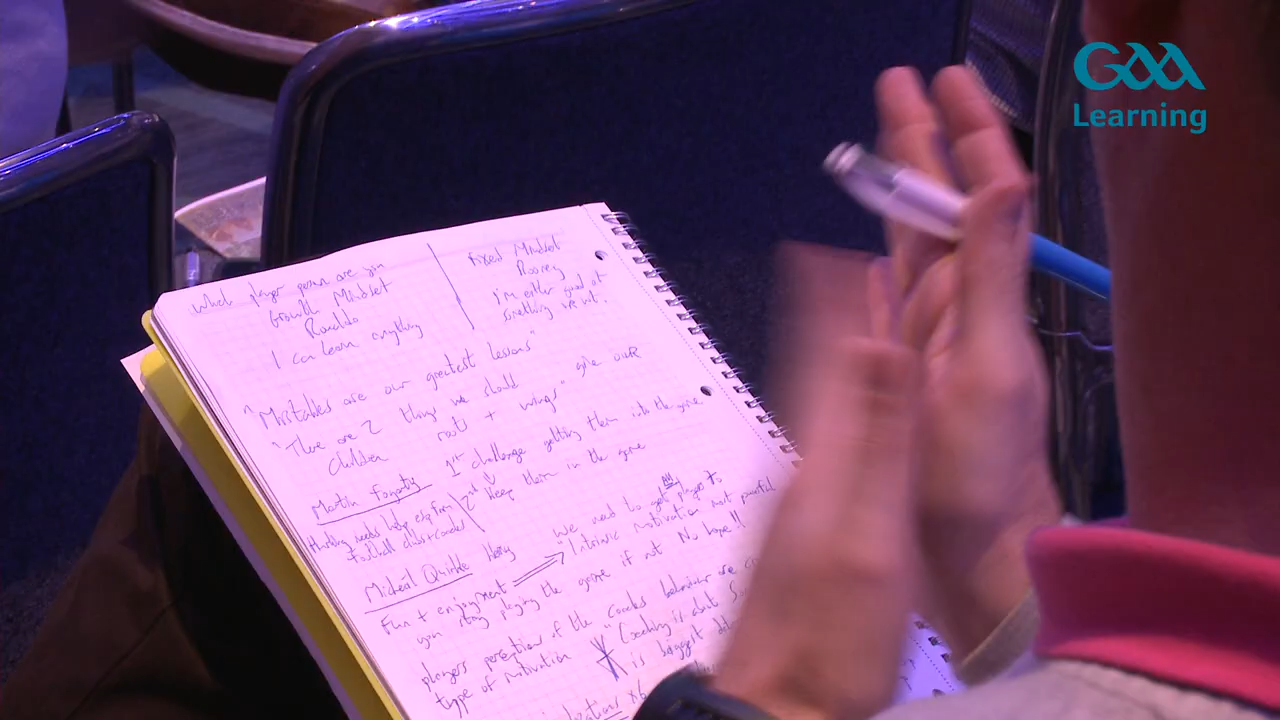 GAA
Learning
What player person are you
Growth Mindset
Ronaldo
I can learn anything
Fixed Mindset
Rooney
I'm either good at
something or not.
"Mistakes are our greatest lessons"
"There are 2 things we should give our
children roots + wings"
1st challenge getting them into the game
2nd Keep them in the game
Martin Fogarty
Hurling needs help esp from
football clubs + coaches
Micheál Quirke Kerry
Fun + enjoyment
we need to get players to
Intrinsic motivation most powerful
you stay playing the game if not No hope!!
players perception of the coaches behaviour are
type of motivation
"Coaching is about
is biggest